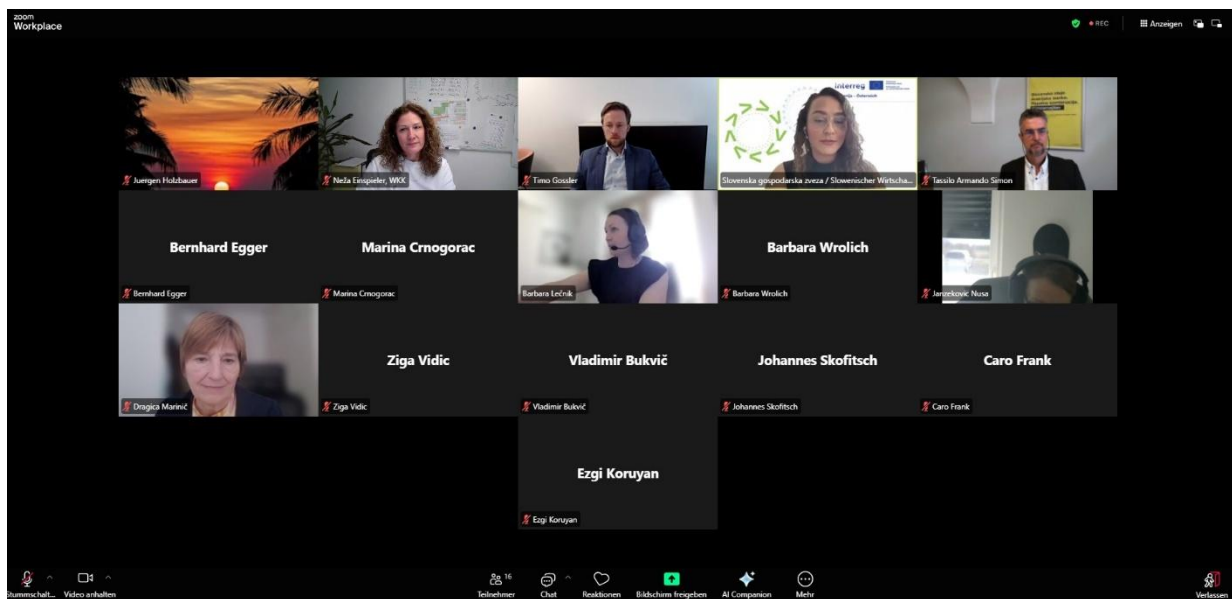 zoom
Workplace
REC
Anzeigen
Interreg
Juergen Holzbauer
Neža Einspieler, WKK
Timo Gossler
Slovenska gospodarska zveza / Slowenischer Wirtscha...
Tassilo Armando Simon
Bernhard Egger
Marina Crnogorac
Barbara Wrolich
Bernhard Egger
Marina Crnogorac
Barbara Lečnik
Barbara Wrolich
Janzekovic Nusa
Ziga Vidic
Vladimir Bukvič
Johannes Skofitsch
Caro Frank
Dragica Marinič
Ziga Vidic
Vladimir Bukvič
Johannes Skofitsch
Caro Frank
Ezgi Koruyan
Ezgi Koruyan
16
Stummschalt...
Video anhalten
Teilnehmer
Chat
Reaktionen
Bildschirm freigeben
AI Companion
Mehr
Verlassen